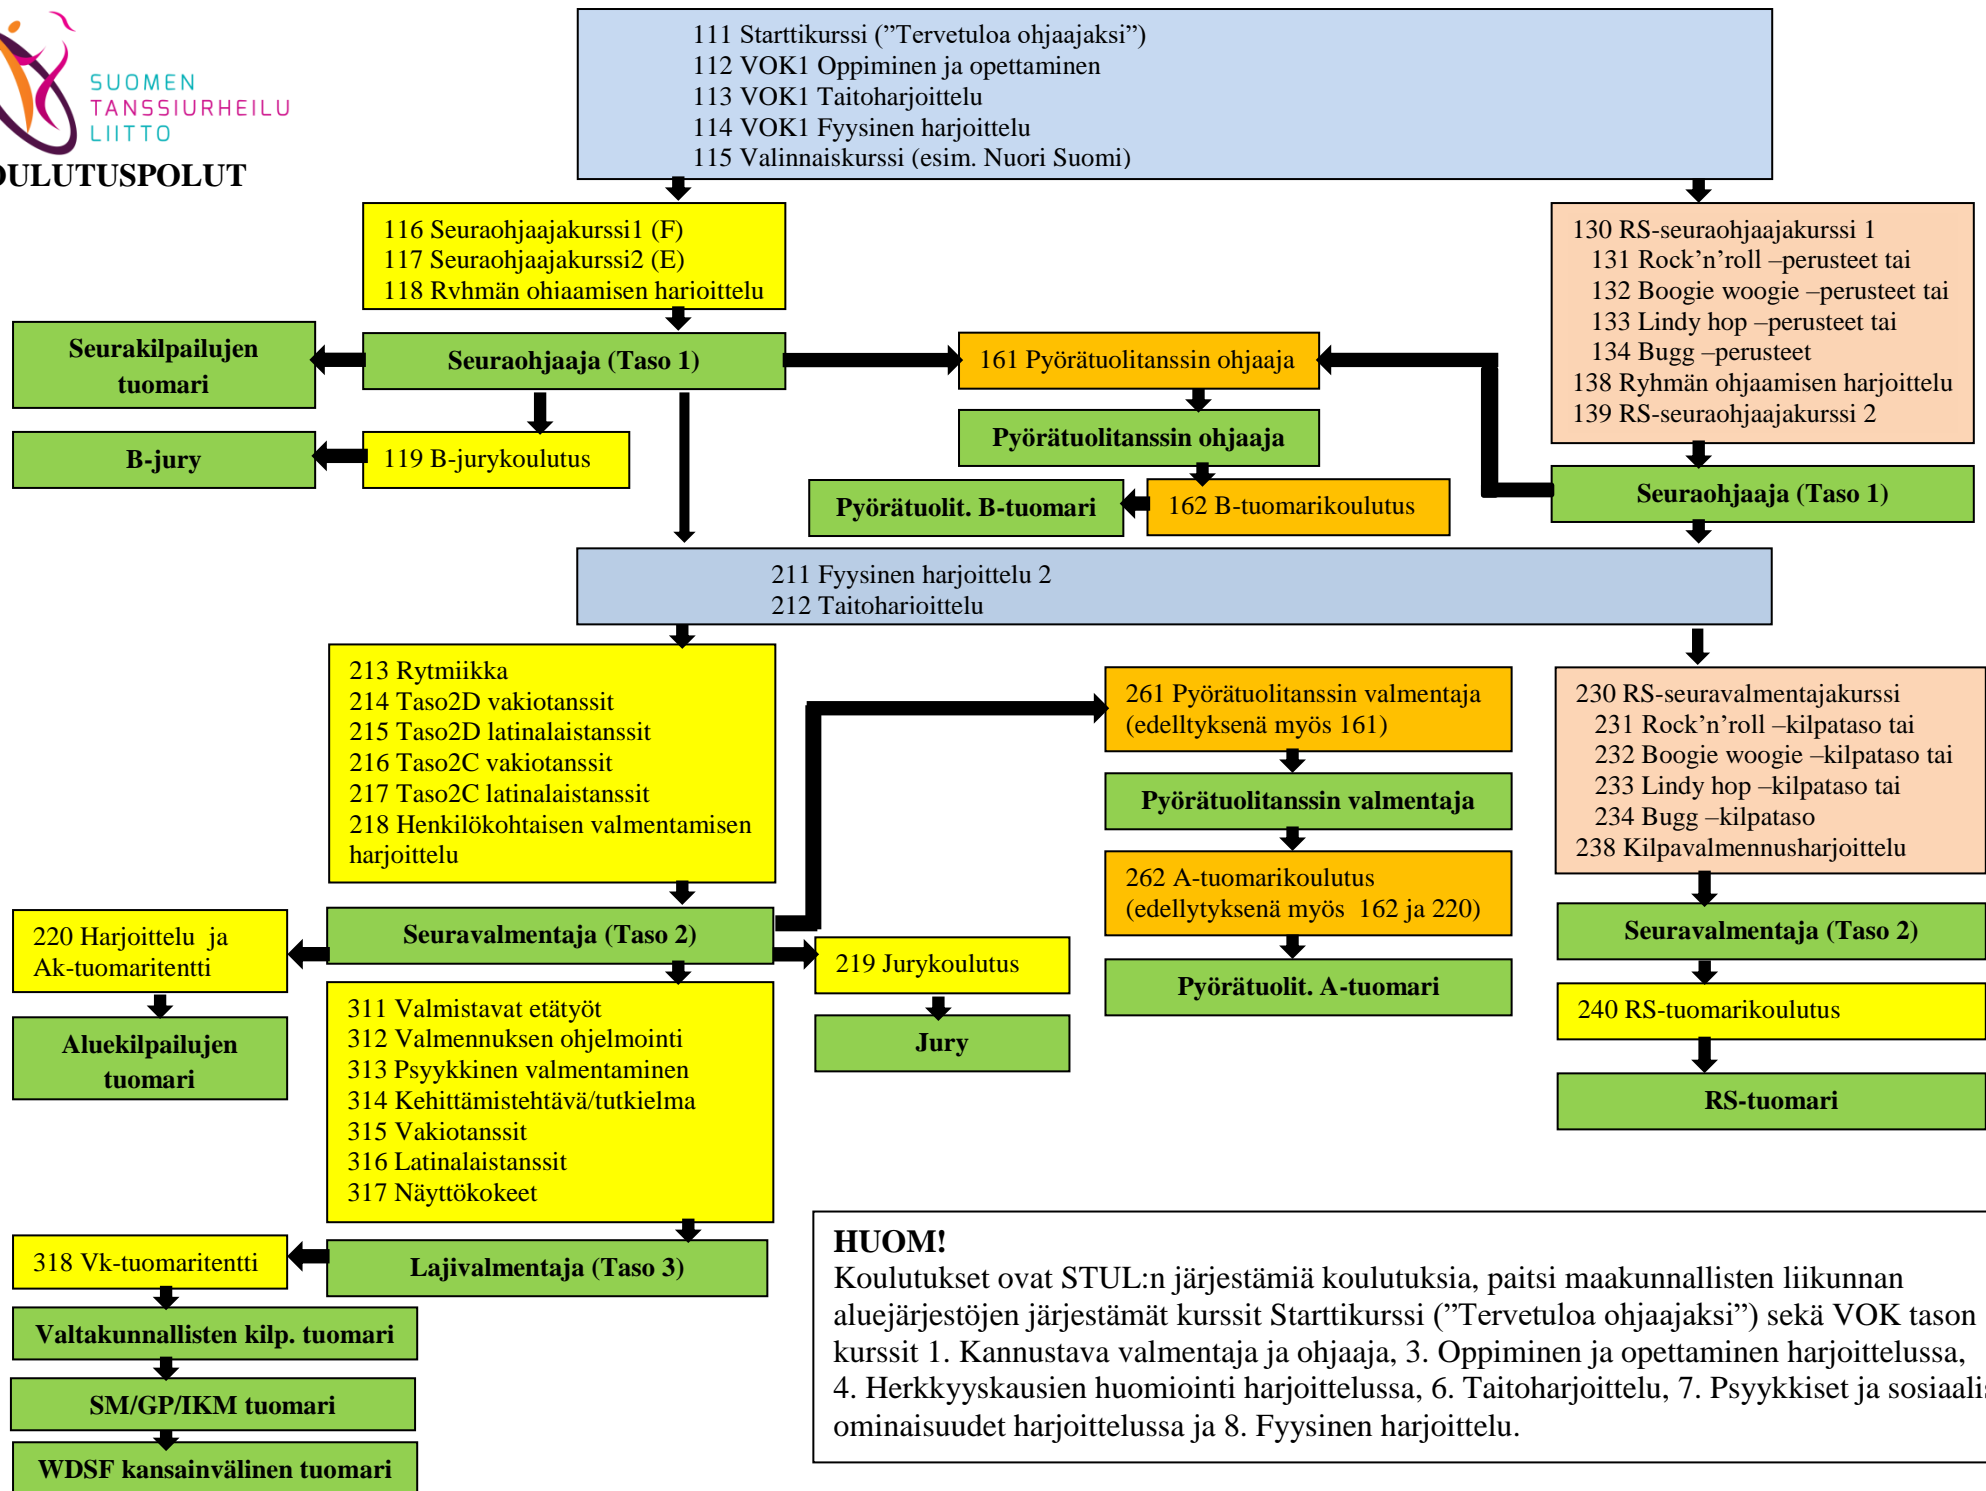 SUOMEN
TANSSIURHEILU
LIITTO
OULUTUSPOLUT
111 Starttikurssi (”Tervetuloa ohjaajaksi”)
112 VOK1 Oppiminen ja opettaminen
113 VOK1 Taitoharjoittelu
114 VOK1 Fyysinen harjoittelu
115 Valinnaiskurssi (esim. Nuori Suomi)
116 Seuraohjaajakurssi1 (F)
117 Seuraohjaajakurssi2 (E)
118 Ryhmän ohjaamisen harjoittelu
130 RS-seuraohjaajakurssi 1
131 Rock’n’roll –perusteet tai
132 Boogie woogie –perusteet tai
133 Lindy hop –perusteet tai
134 Bugg –perusteet
138 Ryhmän ohjaamisen harjoittelu
139 RS-seuraohjaajakurssi 2
Seurakilpailujen
tuomari
Seuraohjaaja (Taso 1)
161 Pyörätuolitanssin ohjaaja
Pyörätuolitanssin ohjaaja
B-jury
119 B-jurykoulutus
Pyörätuolit. B-tuomari
162 B-tuomarikoulutus
Seuraohjaaja (Taso 1)
211 Fyysinen harjoittelu 2
212 Taitoharjoittelu
213 Rytmiikka
214 Taso2D vakiotanssit
215 Taso2D latinalaistanssit
216 Taso2C vakiotanssit
217 Taso2C latinalaistanssit
218 Henkilökohtaisen valmentamisen
harjoittelu
261 Pyörätuolitanssin valmentaja
(edelltyksenä myös 161)
Pyörätuolitanssin valmentaja
262 A-tuomarikoulutus
(edellytyksenä myös  162 ja 220)
Pyörätuolit. A-tuomari
230 RS-seuravalmentajakurssi
231 Rock’n’roll –kilpataso tai
232 Boogie woogie –kilpataso tai
233 Lindy hop –kilpataso tai
234 Bugg –kilpataso
238 Kilpavalmennusharjoittelu
Seuravalmentaja (Taso 2)
240 RS-tuomarikoulutus
RS-tuomari
220 Harjoittelu  ja
Ak-tuomaritentti
Aluekilpailujen
tuomari
Seuravalmentaja (Taso 2)
219 Jurykoulutus
Jury
311 Valmistavat etätyöt
312 Valmennuksen ohjelmointi
313 Psyykkinen valmentaminen
314 Kehittämistehtävä/tutkielma
315 Vakiotanssit
316 Latinalaistanssit
317 Näyttökokeet
318 Vk-tuomaritentti
Lajivalmentaja (Taso 3)
Valtakunnallisten kilp. tuomari
SM/GP/IKM tuomari
WDSF kansainvälinen tuomari
HUOM!
Koulutukset ovat STUL:n järjestämiä koulutuksia, paitsi maakunnallisten liikunnan
aluejärjestöjen järjestämät kurssit Starttikurssi (”Tervetuloa ohjaajaksi”) sekä VOK tason
kurssit 1. Kannustava valmentaja ja ohjaaja, 3. Oppiminen ja opettaminen harjoittelussa,
4. Herkkyyskausien huomiointi harjoittelussa, 6. Taitoharjoittelu, 7. Psyykkiset ja sosiaalis
ominaisuudet harjoittelussa ja 8. Fyysinen harjoittelu.